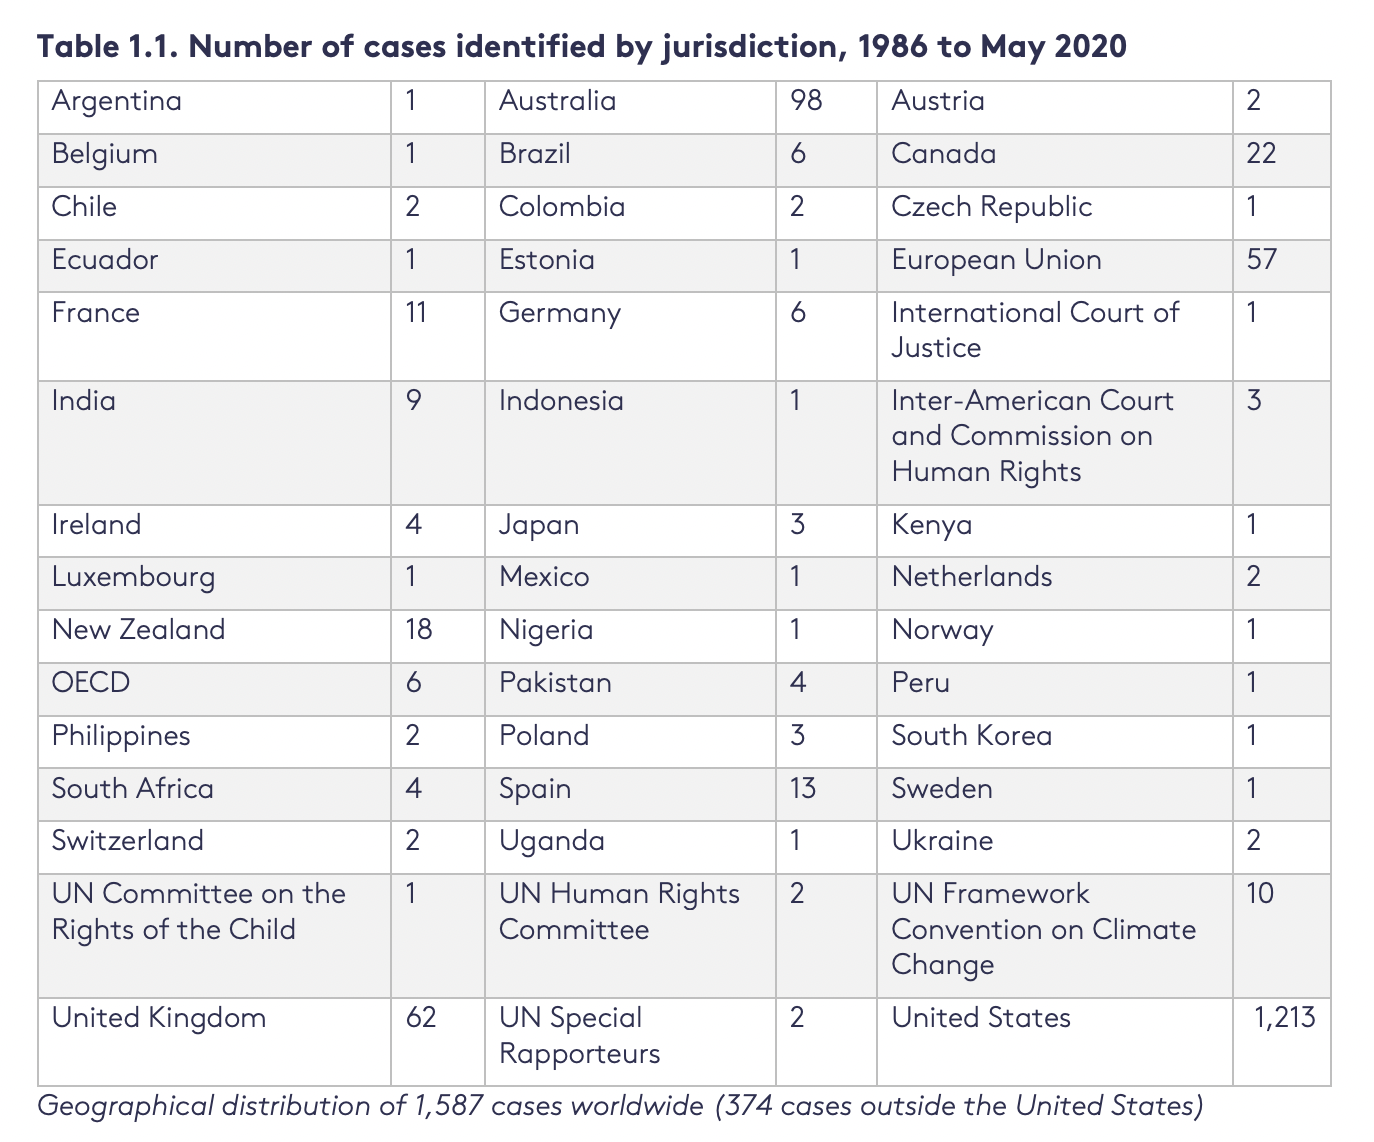 Table 1.1. Number of cases identified by jurisdiction, 1986 to May 2020
Argentina 1 Australia 98 Austria 2
Belgium 1 Brazil 6 Canada 22
Chile 2 Colombia 2 Czech Republic 1
Ecuador 1 Estonia 1 European Union 57
France 11 Germany 6 International Court of 1
Justice
India 9 Indonesia 1 Inter-American Court 3
and Commission on
Human Rights
Ireland 4 Japan 3 Kenya 1
Luxembourg 1 Mexico 1 Netherlands 2
New Zealand 18 Nigeria 1 Norway 1
OECD 6 Pakistan 4 Peru 1
Philippines 2 Poland 3 South Korea 1
South Africa 4 Spain 13 Sweden 1
Switzerland 2 Uganda 1 Ukraine 2
UN Committee on the 1 UN Human Rights 2 UN Framework 10
Rights of the Child Committee Convention on Climate
Change
United Kingdom 62 UN Special 2 United States 1,213
Rapporteurs
Geographical distribution of 1,587 cases worldwide (374 cases outside the United States)